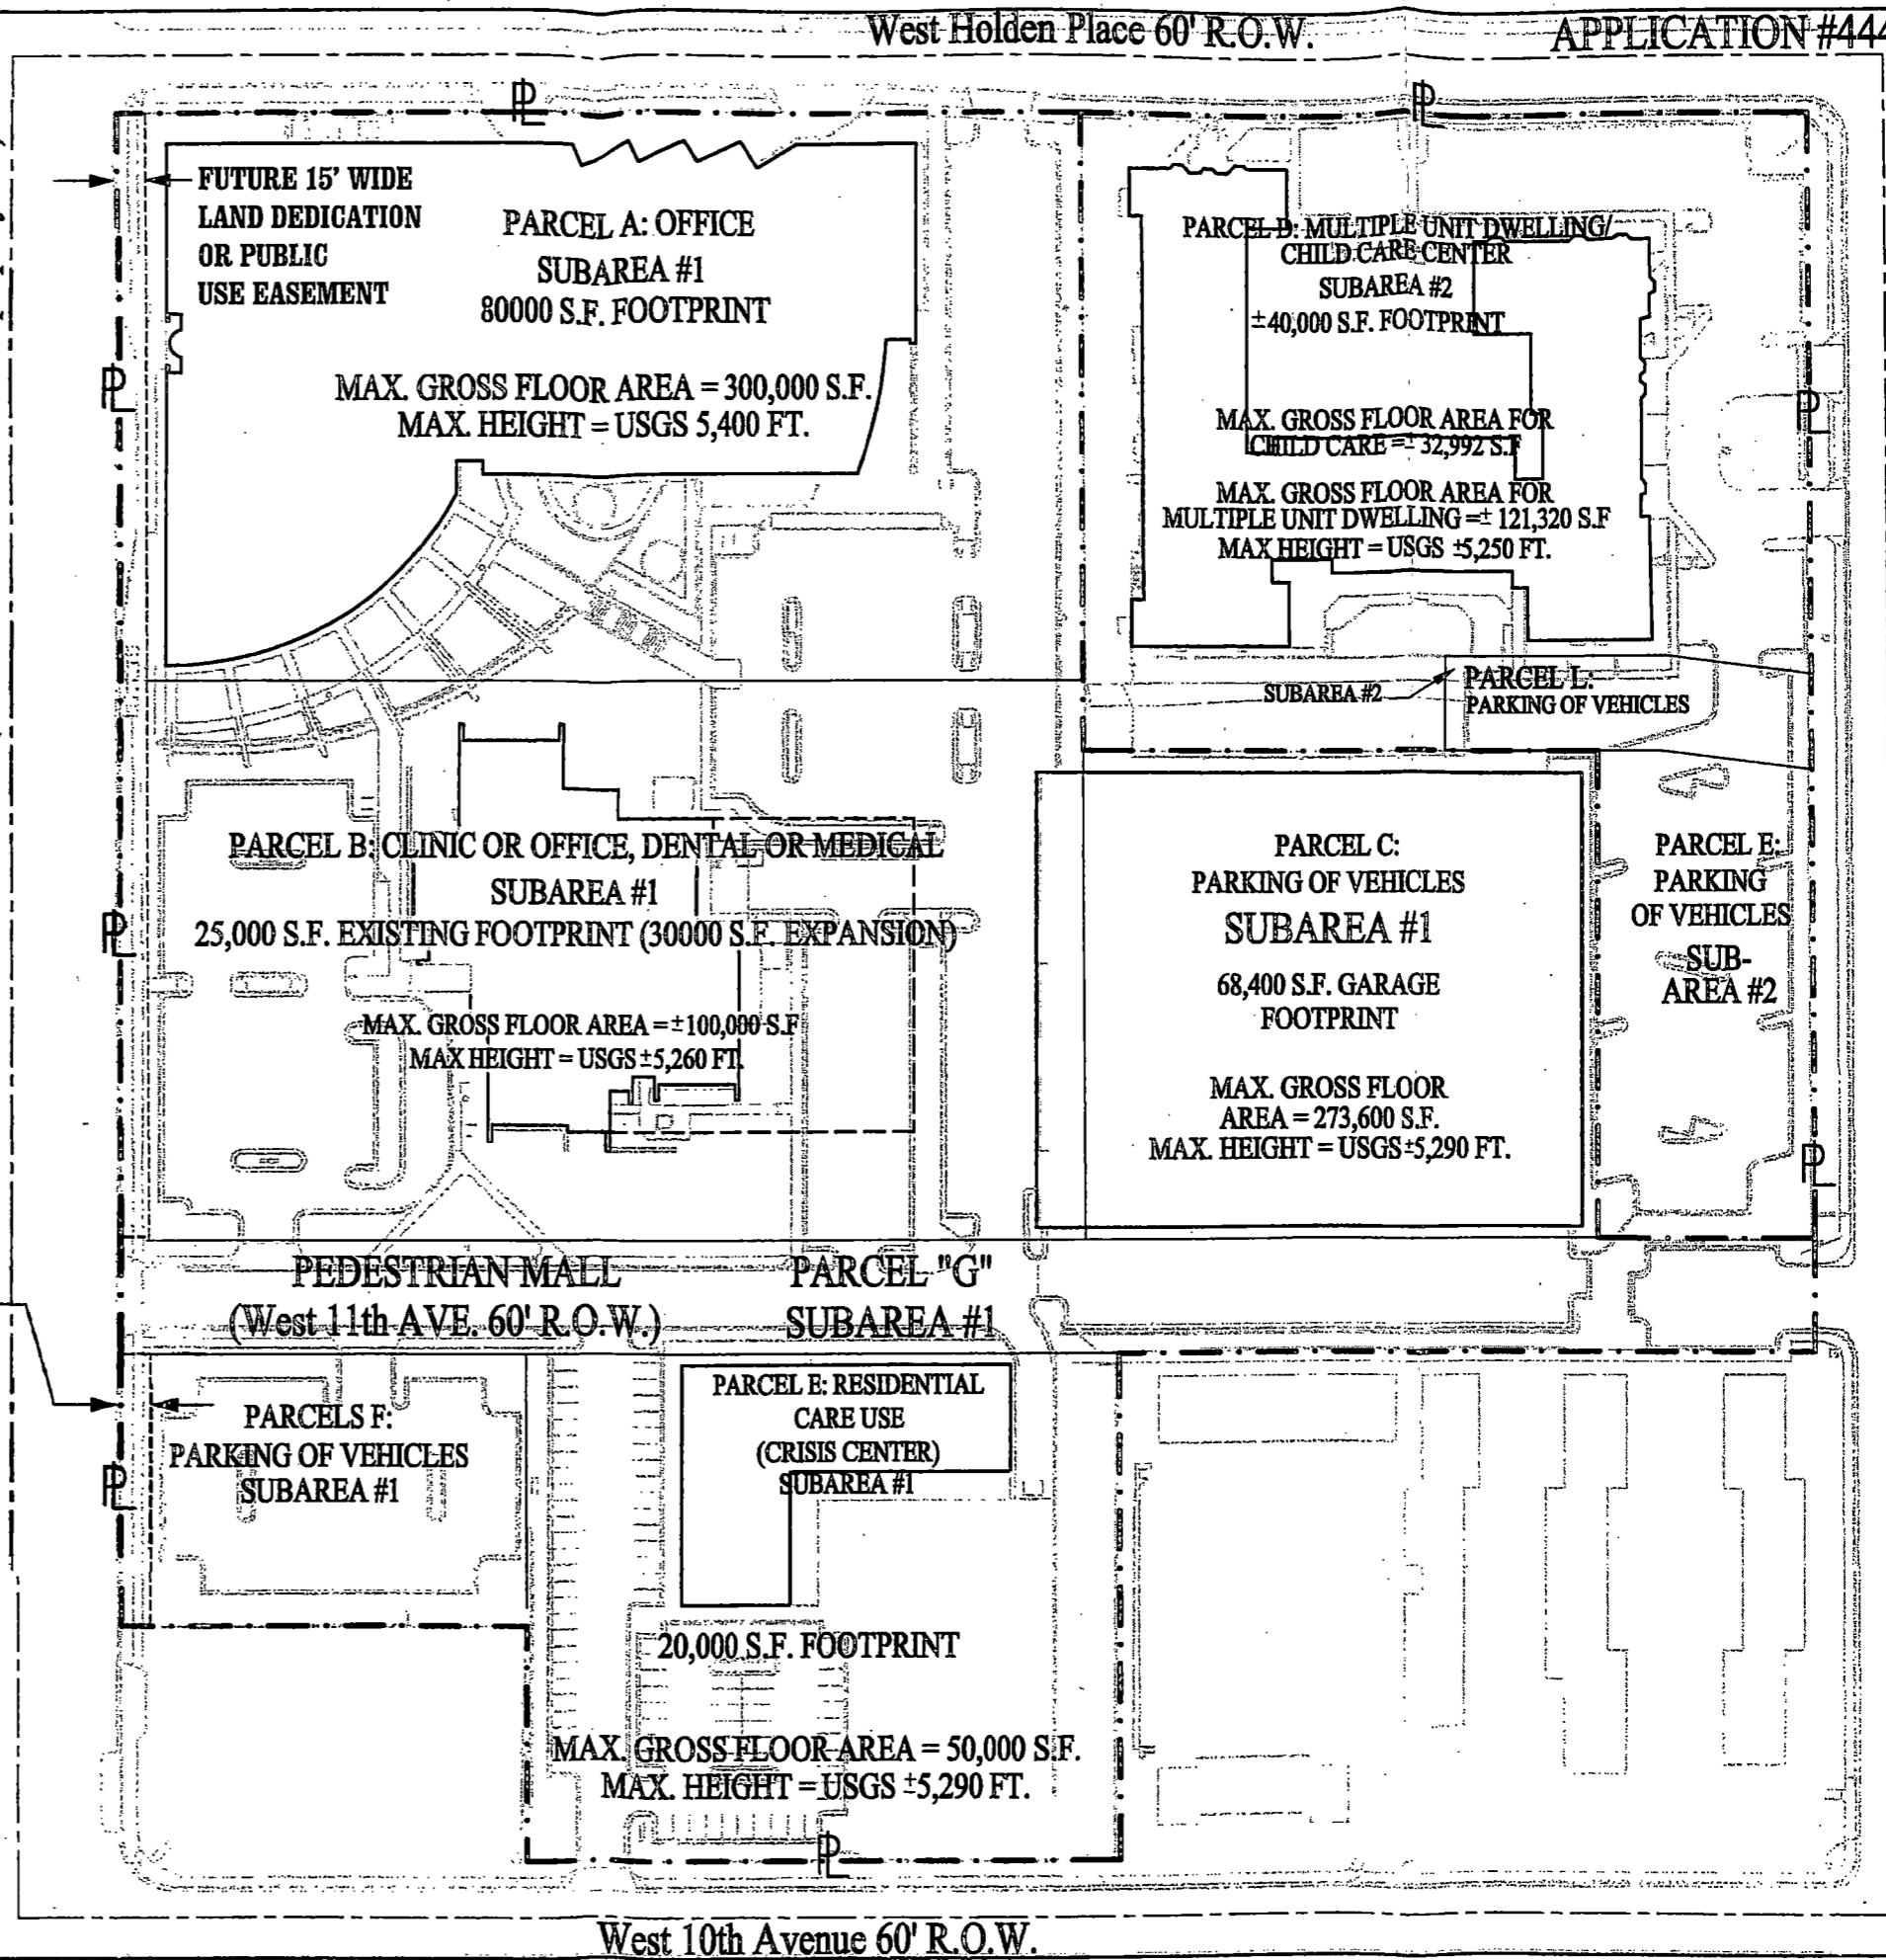 West Holden Place 60' R.O.W.
APPLICATION #444
FUTURE 15' WIDE
LAND DEDICATION
OR PUBLIC
USE EASEMENT
PARCEL A: OFFICE
SUBAREA #1
80000 S.F. FOOTPRINT
MAX. GROSS FLOOR AREA = 300,000 S.F.
MAX. HEIGHT = USGS 5,400 FT.
PARCEL D: MULTIPLE UNIT DWELLING/
CHILD CARE CENTER
SUBAREA #2
±40,000 S.F. FOOTPRINT
MAX. GROSS FLOOR AREA FOR
CHILD CARE =± 32,992 S.F
MAX. GROSS FLOOR AREA FOR
MULTIPLE UNIT DWELLING =± 121,320 S.F
MAX HEIGHT = USGS ±5,250 FT.
SUBAREA #2
PARCEL L:
PARKING OF VEHICLES
PARCEL B: CLINIC OR OFFICE, DENTAL OR MEDICAL
SUBAREA #1
25,000 S.F. EXISTING FOOTPRINT (30000 S.F. EXPANSION)
MAX. GROSS FLOOR AREA = ±100,000 S.F
MAX HEIGHT = USGS ±5,260 FT.
PARCEL C:
PARKING OF VEHICLES
SUBAREA #1
68,400 S.F. GARAGE
FOOTPRINT
MAX. GROSS FLOOR
AREA = 273,600 S.F.
MAX. HEIGHT = USGS ±5,290 FT.
PARCEL E:
PARKING
OF VEHICLES
SUB-
AREA #2
PEDESTRIAN MALL
(West 11th AVE. 60' R.O.W.)
PARCEL "G"
SUBAREA #1
PARCELS F:
PARKING OF VEHICLES
SUBAREA #1
PARCEL E: RESIDENTIAL
CARE USE
(CRISIS CENTER)
SUBAREA #1
20,000 S.F. FOOTPRINT
MAX. GROSS FLOOR AREA = 50,000 S.F.
MAX. HEIGHT = USGS ±5,290 FT.
West 10th Avenue 60' R.O.W.